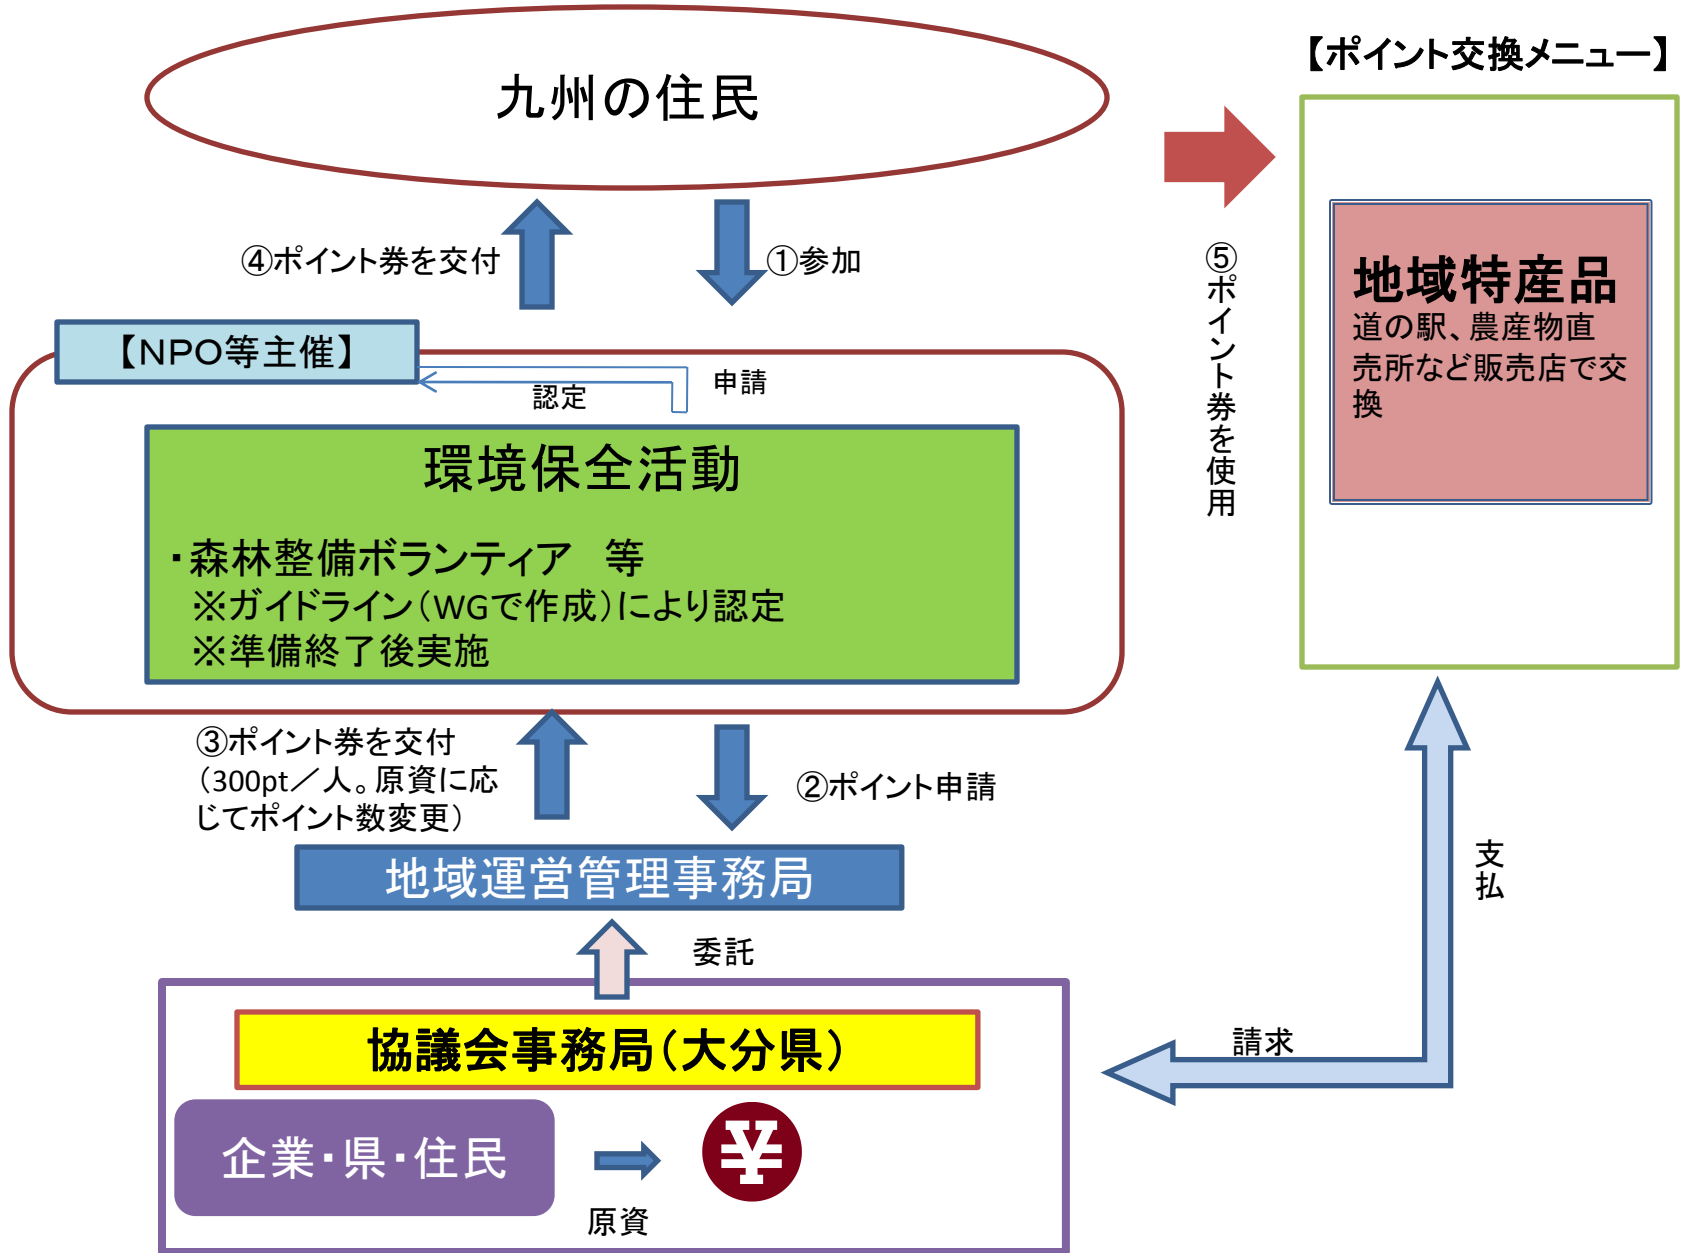 九州の住民
【ポイント交換メニュー】
④ポイント券を交付
①参加
⑤ポイント券を使用
地域特産品
道の駅、農産物直
売所など販売店で交
換
【NPO等主催】
申請
認定
環境保全活動
・森林整備ボランティア　等
※ガイドライン（WGで作成）により認定
※準備終了後実施
③ポイント券を交付
（300pt／人。原資に応
じてポイント数変更）
②ポイント申請
地域運営管理事務局
委託
支払
請求
協議会事務局（大分県）
企業・県・住民
原資
¥